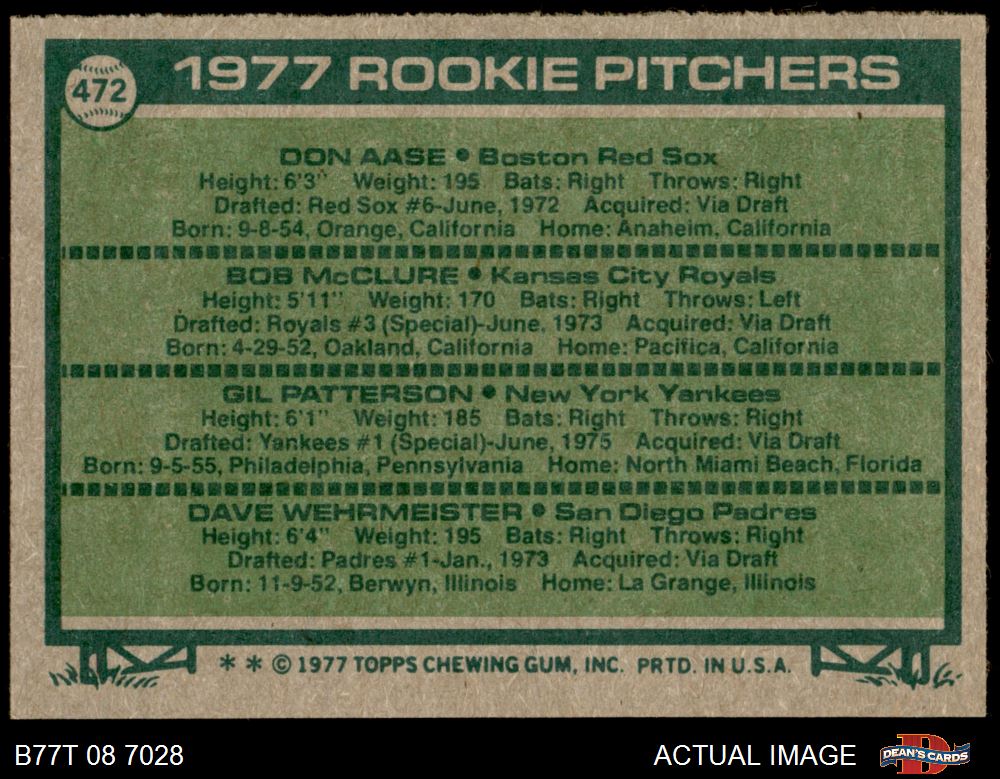 472
1977 ROOKIE PITCHERS
DON AASE • Boston Red Sox
Height: 6'3" Weight: 195 Bats: Right Throws: Right
Drafted: Red Sox #6-June, 1972 Acquired: Via Draft
Born: 9-8-54, Orange, California Home: Anaheim, California
BOB McCLURE • Kansas City Royals
Height: 5'11" Weight: 170 Bats: Right Throws: Left
Drafted: Royals #3 (Special)-June, 1973 Acquired: Via Draft
Born: 4-29-52, Oakland, California Home: Pacifica, California
GIL PATTERSON • New York Yankees
Height: 6'1" Weight: 185 Bats: Right Throws: Right
Drafted: Yankees #1 (Special)-June, 1975 Acquired: Via Draft
Born: 9-5-55, Philadelphia, Pennsylvania Home: North Miami Beach, Florida
DAVE WEHRMEISTER • San Diego Padres
Height: 6'4" Weight: 195 Bats: Right Throws: Right
Drafted: Padres #1-Jan., 1973 Acquired: Via Draft
Born: 11-9-52, Berwyn, Illinois Home: La Grange, Illinois
* * © 1977 TOPPS CHEWING GUM, INC. PRTD. IN U.S.A.
B77T 08 7028 ACTUAL IMAGE D DEAN'S CARDS